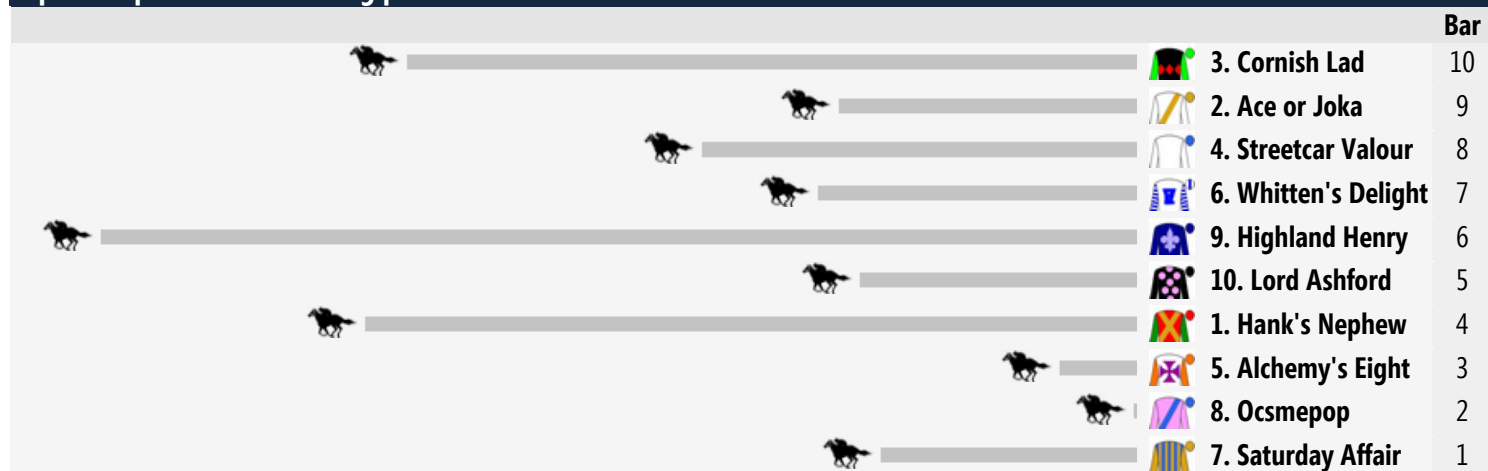 Bar
3. Cornish Lad 10
2. Ace or Joka 9
4. Streetcar Valour 8
6. Whitten's Delight 7
9. Highland Henry 6
10. Lord Ashford 5
1. Hank's Nephew 4
5. Alchemy's Eight 3
8. Ocsmepop 2
7. Saturday Affair 1